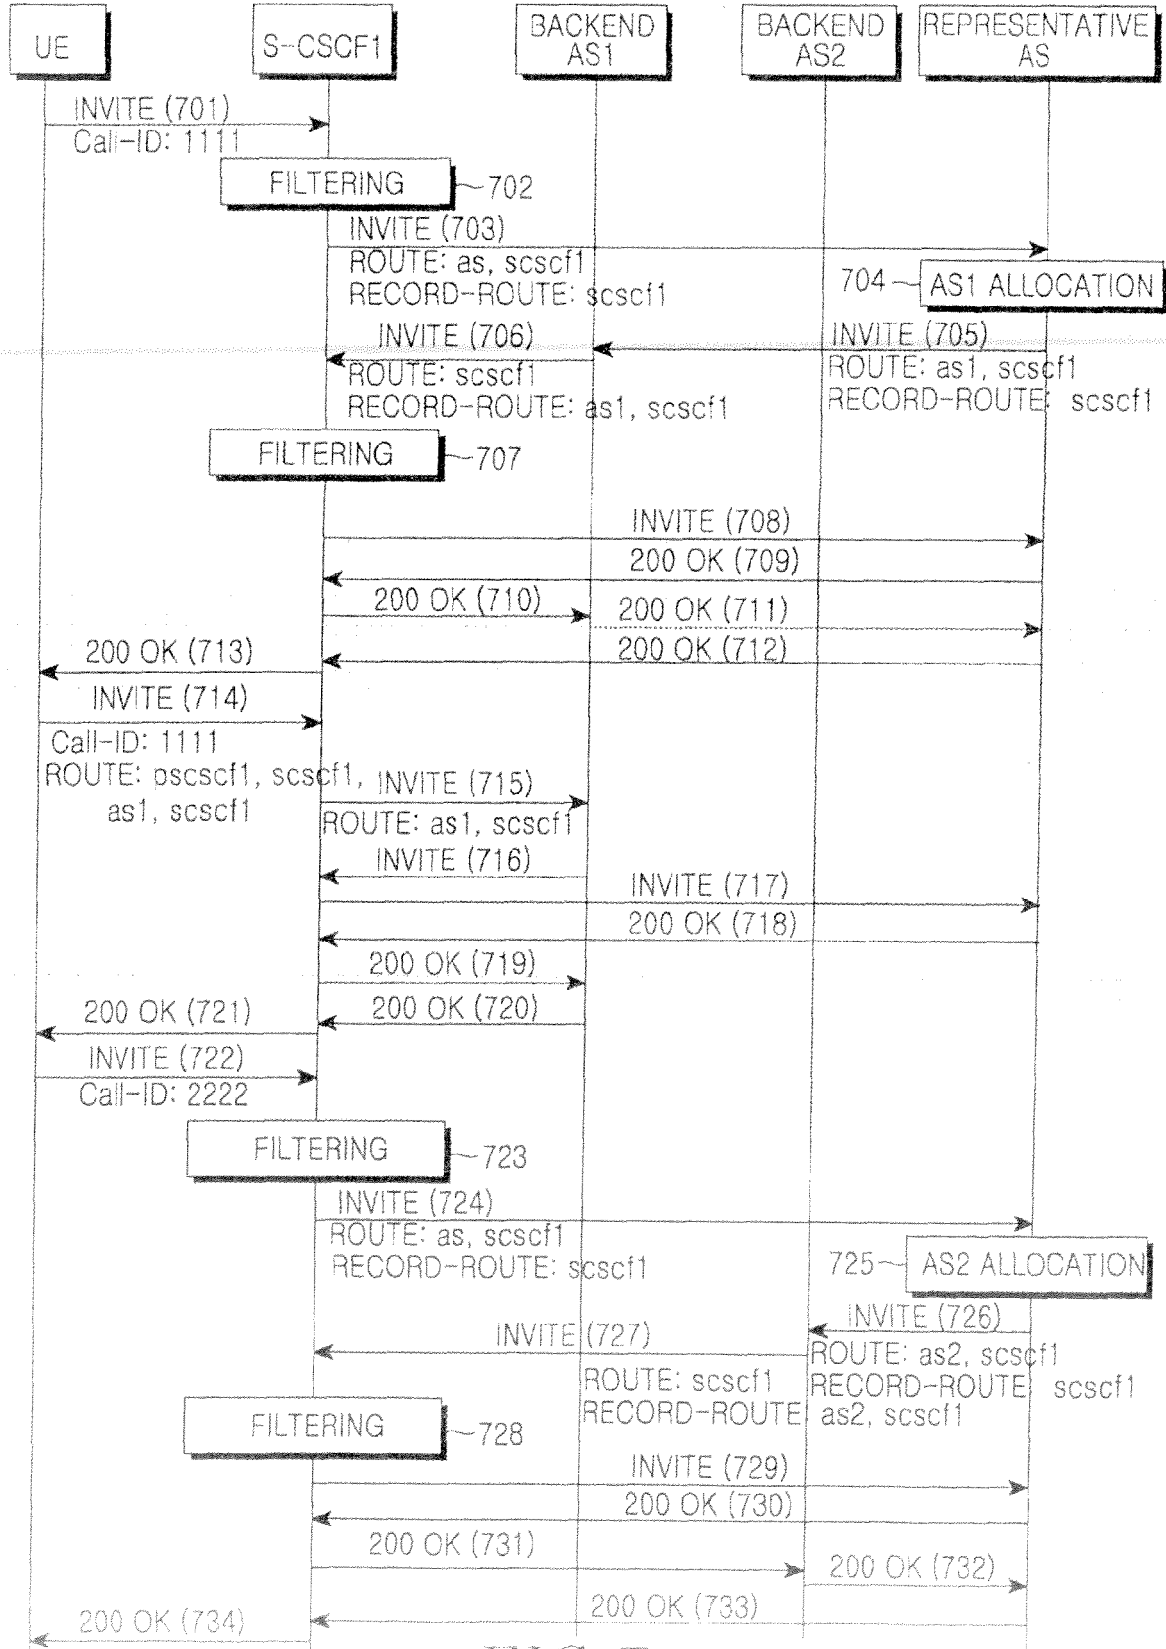 UE
S-CSCF1
BACKEND
AS1
BACKEND
AS2
REPRESENTATIVE
AS
INVITE (701)
Call-ID: 1111
FILTERING
702
INVITE (703)
ROUTE: as, scscf1
RECORD-ROUTE: scscf1
704
AS1 ALLOCATION
INVITE (705)
ROUTE: as1, scscf1
RECORD-ROUTE: scscf1
INVITE (706)
ROUTE: scscf1
RECORD-ROUTE: as1, scscf1
FILTERING
707
INVITE (708)
200 OK (709)
200 OK (710)
200 OK (711)
200 OK (712)
200 OK (713)
INVITE (714)
Call-ID: 1111
ROUTE: pscscf1, scscf1,
as1, scscf1
INVITE (715)
ROUTE: as1, scscf1
INVITE (716)
INVITE (717)
200 OK (718)
200 OK (719)
200 OK (720)
200 OK (721)
INVITE (722)
Call-ID: 2222
FILTERING
723
INVITE (724)
ROUTE: as, scscf1
RECORD-ROUTE: scscf1
725
AS2 ALLOCATION
INVITE (726)
ROUTE: as2, scscf1
RECORD-ROUTE: scscf1
INVITE (727)
ROUTE: scscf1
RECORD-ROUTE: as2, scscf1
FILTERING
728
INVITE (729)
200 OK (730)
200 OK (731)
200 OK (732)
200 OK (733)
200 OK (734)